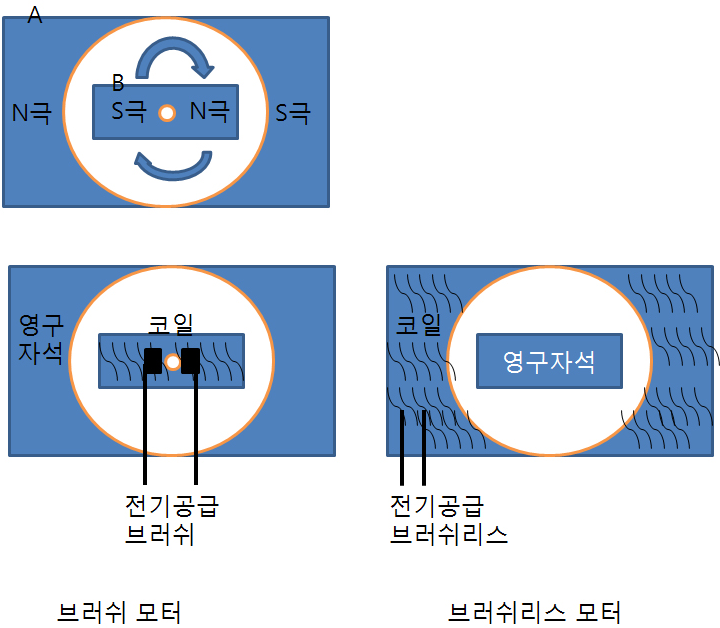 A
B
N극
S극
N극
S극
영구
자석
코일
전기공급
브러쉬
브러쉬 모터
코일
영구자석
전기공급
브러쉬리스
브러쉬리스 모터